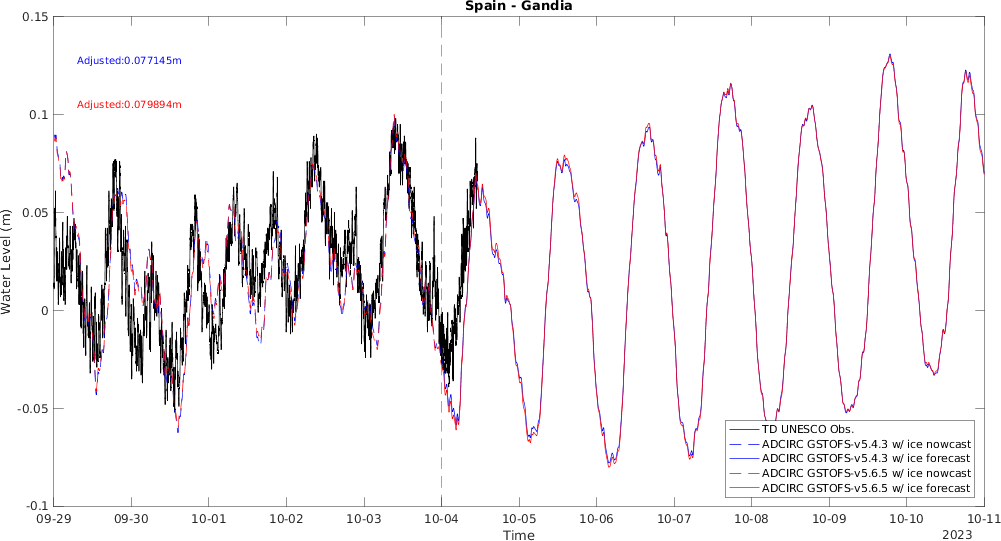 Spain - Gandia
Adjusted:0.077145m
Adjusted:0.079894m
Water Level (m)
0.15
0.1
0.05
0
-0.05
-0.1
TD UNESCO Obs.
ADCIRC GSTOFS-v5.4.3 w/ ice nowcast
ADCIRC GSTOFS-v5.4.3 w/ ice forecast
ADCIRC GSTOFS-v5.6.5 w/ ice nowcast
ADCIRC GSTOFS-v5.6.5 w/ ice forecast
09-29 09-30 10-01 10-02 10-03 10-04 10-05 10-06 10-07 10-08 10-09 10-10 10-11
Time
2023